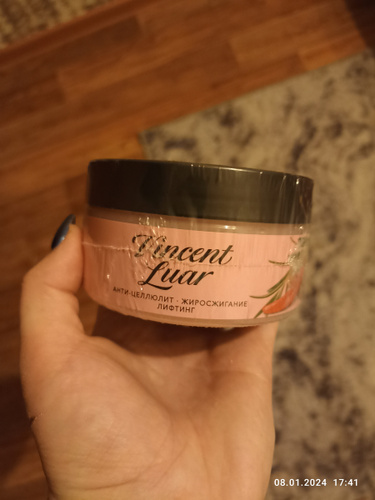 Vincent
Luar
АНТИ-ЦЕЛЛЮЛИТ · ЖИРОСЖИГАНИЕ
ЛИФТИНГ
08.01.2024 17:41